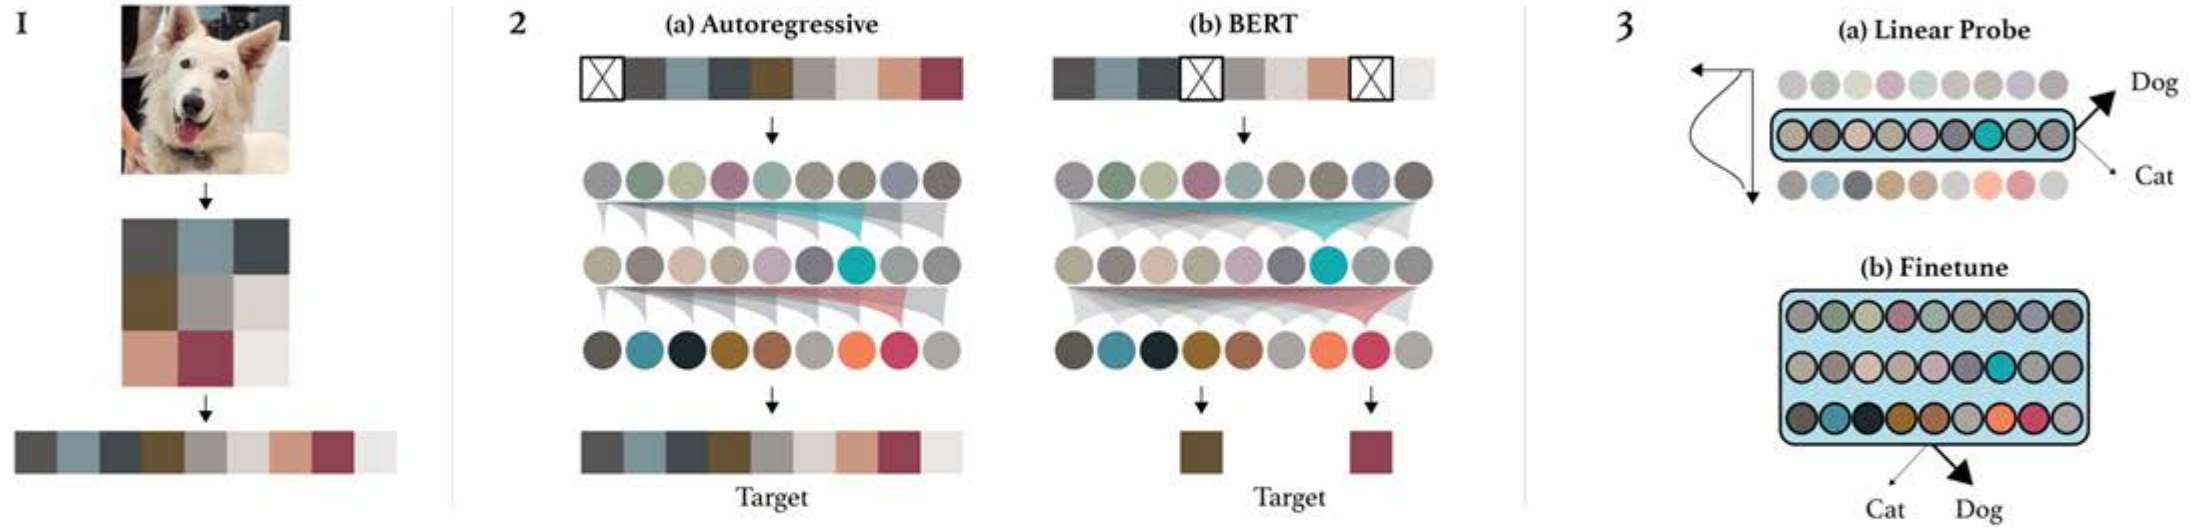 1
2
(a) Autoregressive
(b) BERT
Target
Target
3
(a) Linear Probe
Dog
Cat
(b) Finetune
Cat
Dog